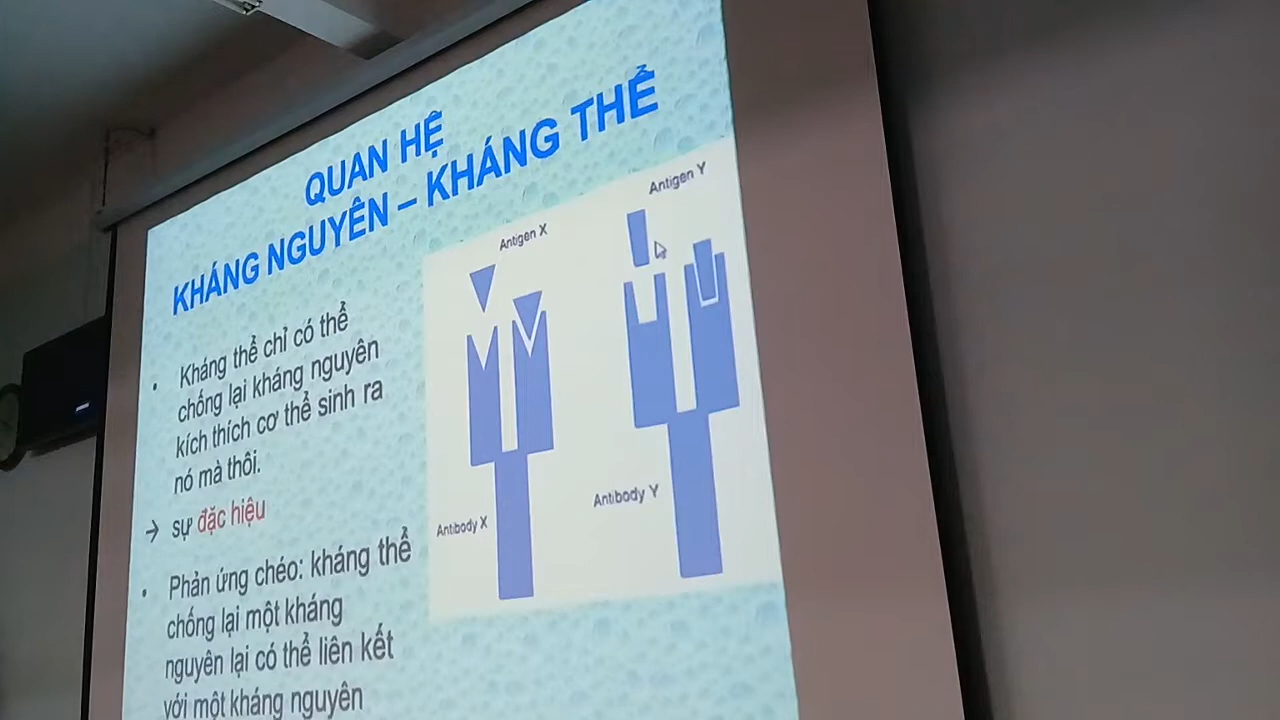 QUAN HỆ
KHÁNG NGUYÊN – KHÁNG THỂ
• Kháng thể chỉ có thể
chống lại kháng nguyên
kích thích cơ thể sinh ra
nó mà thôi.
→ sự đặc hiệu
• Phản ứng chéo: kháng thể
chống lại một kháng
nguyên lại có thể liên kết
với một kháng nguyên
Antigen X
Antigen Y
Antibody X
Antibody Y